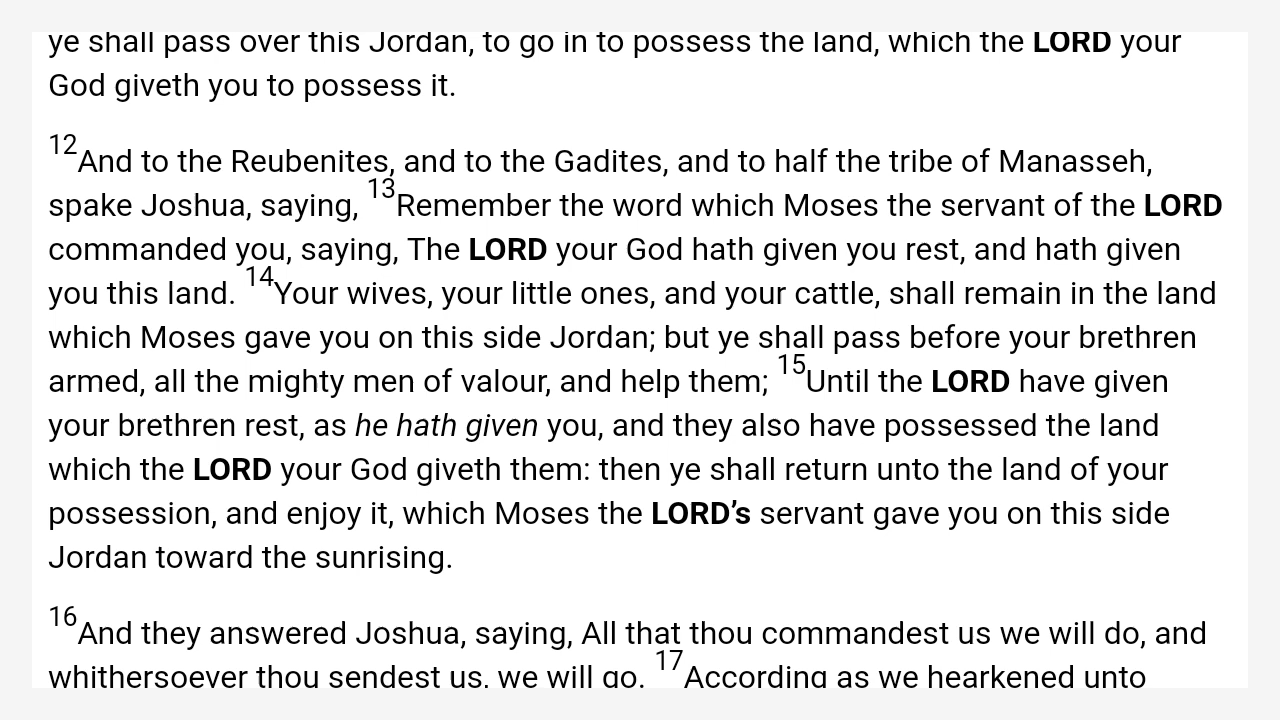 ye shall pass over this Jordan, to go in to possess the land, which the LORD your
God giveth you to possess it.
12And to the Reubenites, and to the Gadites, and to half the tribe of Manasseh,
spake Joshua, saying, 13Remember the word which Moses the servant of the LORD
commanded you, saying, The LORD your God hath given you rest, and hath given
you this land. 14Your wives, your little ones, and your cattle, shall remain in the land
which Moses gave you on this side Jordan; but ye shall pass before your brethren
armed, all the mighty men of valour, and help them; 15Until the LORD have given
your brethren rest, as he hath given you, and they also have possessed the land
which the LORD your God giveth them: then ye shall return unto the land of your
possession, and enjoy it, which Moses the LORD’s servant gave you on this side
Jordan toward the sunrising.
16And they answered Joshua, saying, All that thou commandest us we will do, and
whithersoever thou sendest us, we will go. 17According as we hearkened unto